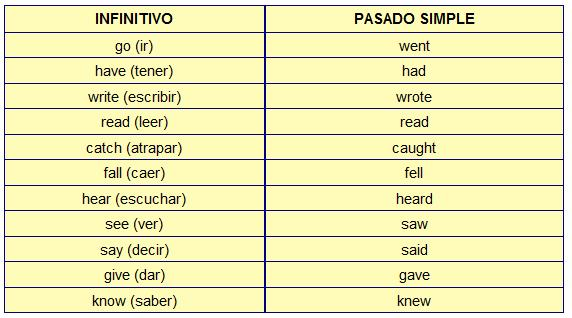 INFINITIVO PASADO SIMPLE
go (ir) went
have (tener) had
write (escribir) wrote
read (leer) read
catch (atrapar) caught
fall (caer) fell
hear (escuchar) heard
see (ver) saw
say (decir) said
give (dar) gave
know (saber) knew